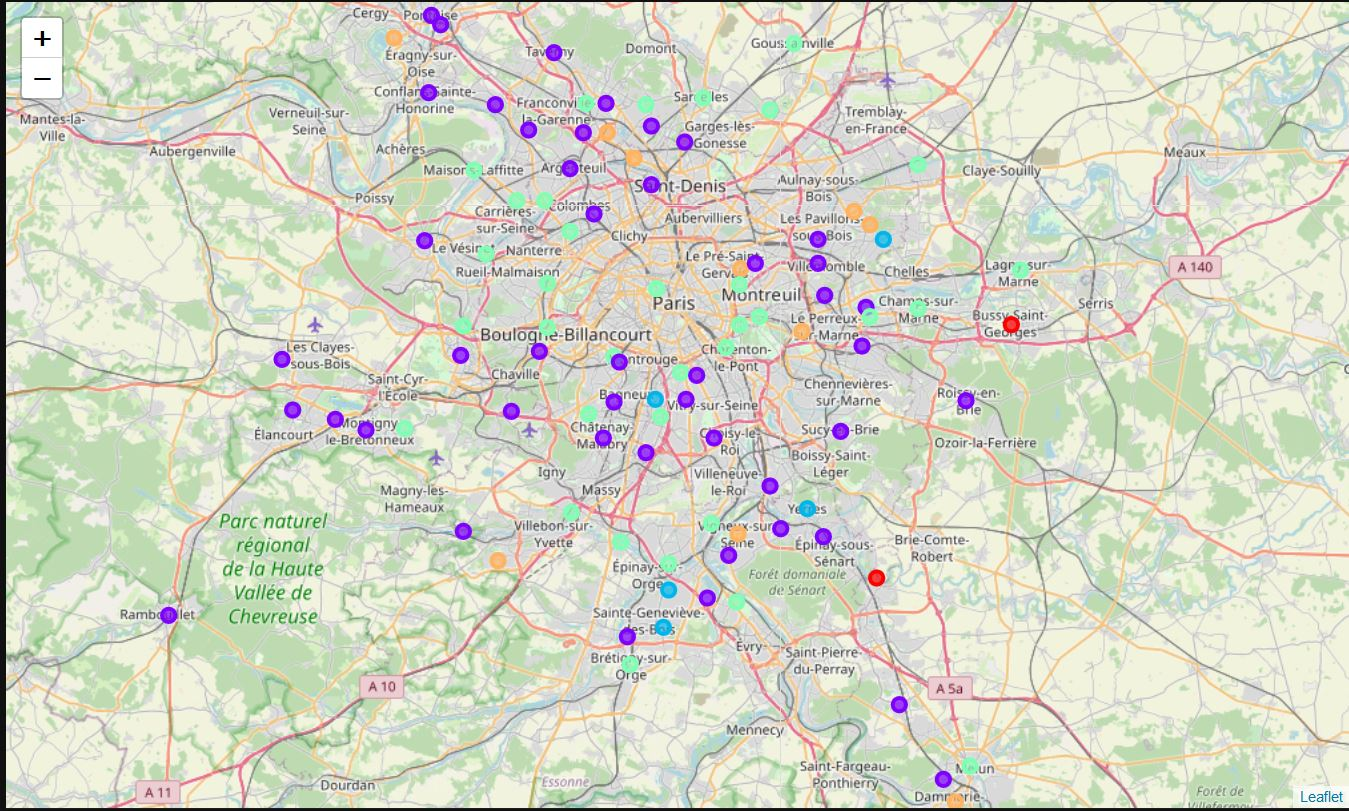 +
−
Cergy
Pontoise
Éragny-sur-
Oise
Conflans-Sainte-
Honorine
Taverny
Domont
Goussainville
Mantes-la-
Ville
Verneuil-sur-
Seine
Aubergenville
Achères
Franconville-
la-Garenne
Sarcelles
Garges-lès-
Gonesse
Tremblay-
en-France
Meaux
Claye-Souilly
Poissy
Maisons-Laffitte
Argenteuil
Saint-Denis
Aulnay-sous-
Bois
Carrières-
sur-Seine
Colombes
Aubervilliers
Les Pavillons-
sous-Bois
Le Vésinet
Nanterre
Clichy
Rueil-Malmaison
Le Pré-Saint-
Gervais
Villemomble
Chelles
Lagny-sur-
Marne
A 140
Paris
Montreuil
Serris
Champs-sur-
Marne
Bussy-Saint-
Georges
Boulogne-Billancourt
Le Perreux-
sur-Marne
Les Clayes-
sous-Bois
Chaville
Montrouge
Charenton-
le-Pont
Saint-Cyr-
l'École
Chennevières-
sur-Marne
Roissy-en-
Brie
Bagneux
Vitry-sur-Seine
Élancourt
Montigny-
le-Bretonneux
Châtenay-
Malabry
Choisy-le-
Roi
Sucy-en-Brie
Ozoir-la-Ferrière
Boissy-Saint-
Léger
Igny
Massy
Villeneuve-
le-Roi
Magny-les-
Hameaux
Parc naturel
régional
de la Haute
Vallée de
Chevreuse
Villebon-sur-
Yvette
Vigneux-sur-
Seine
Yerres
Épinay-sous-
Sénart
Brie-Comte-
Robert
Épinay-sur-
Orge
Forêt domaniale
de Sénart
Rambouillet
Sainte-Geneviève-
des-Bois
Évry
Saint-Pierre-
du-Perray
Brétigny-sur-
Orge
A 10
A 5a
Mennecy
Saint-Fargeau-
Ponthierry
Melun
Dammarie-
A 11
Dourdan
Essonne
Forêt de
Villefermoy
Leaflet